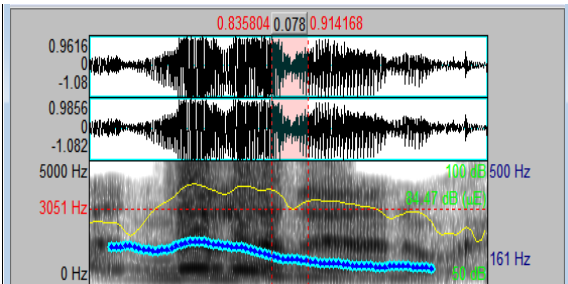 0.835804 0.078 0.914168
0.9616
0
-1.08
0.9856
0
-1.082
5000 Hz 100 dB 500 Hz
3051 Hz 84.47 dB (µE)
0 Hz 50 dB 161 Hz